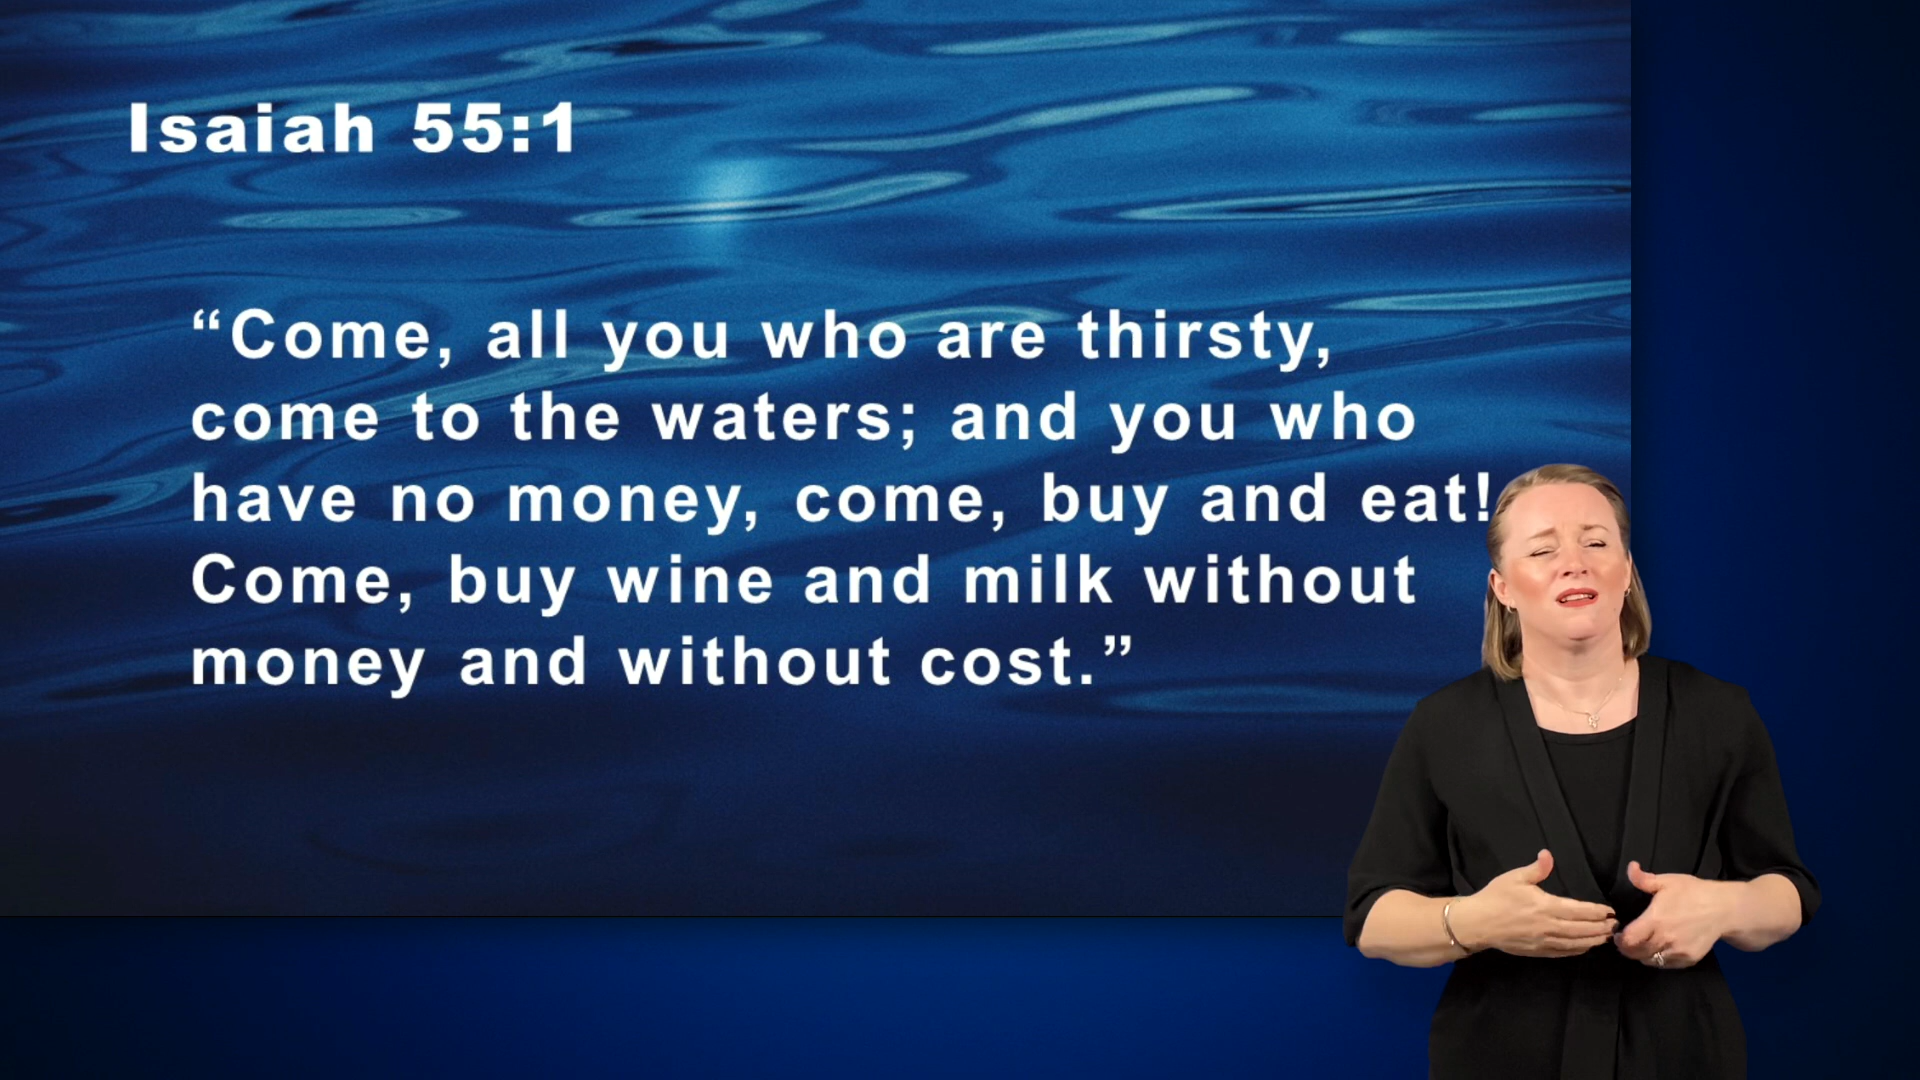 Isaiah 55:1
“Come, all you who are thirsty,
come to the waters; and you who
have no money, come, buy and eat!
Come, buy wine and milk without
money and without cost.”